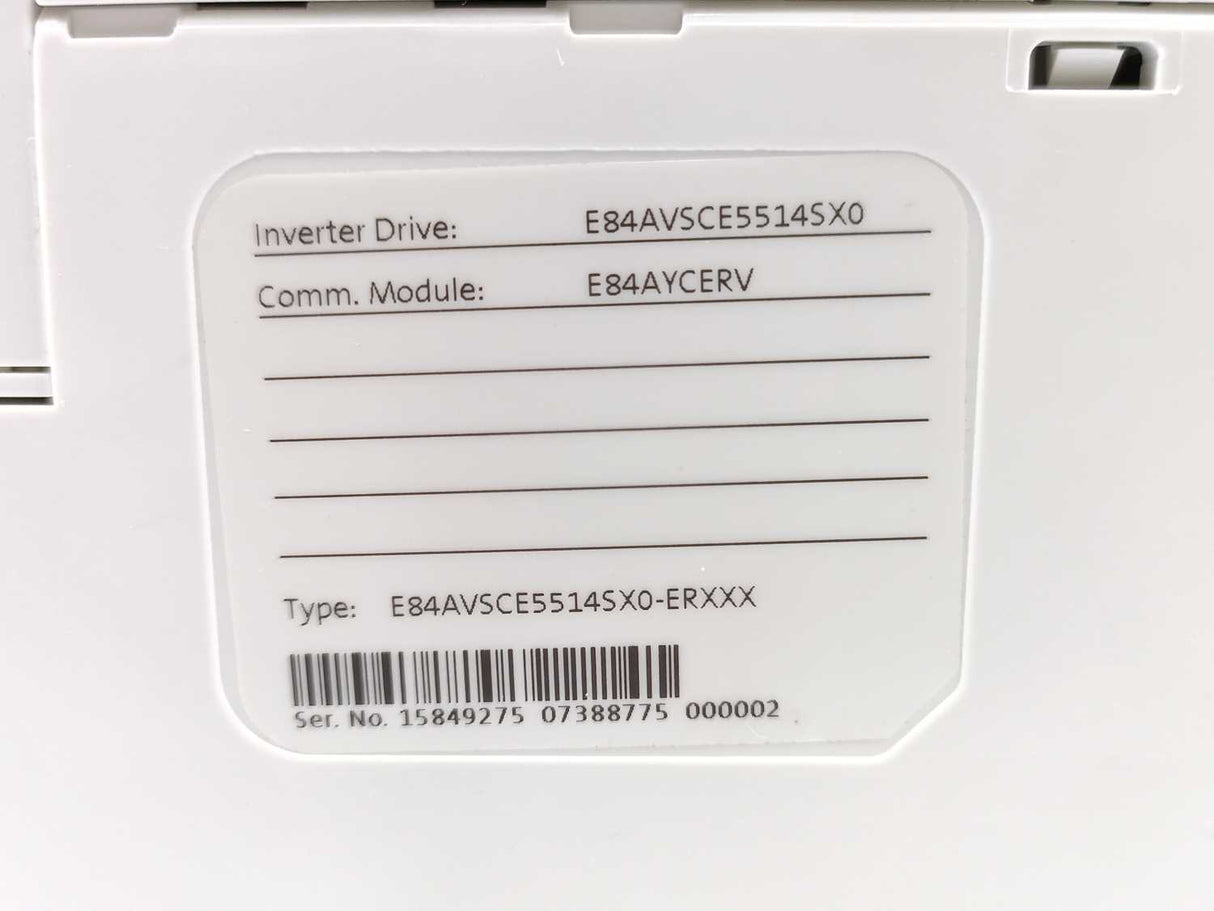 Inverter Drive: E84AVSCE5514SX0
Comm. Module: E84AYCERV
Type: E84AVSCE5514SX0-ERXXX
Ser. No. 15849275 07388775 000002